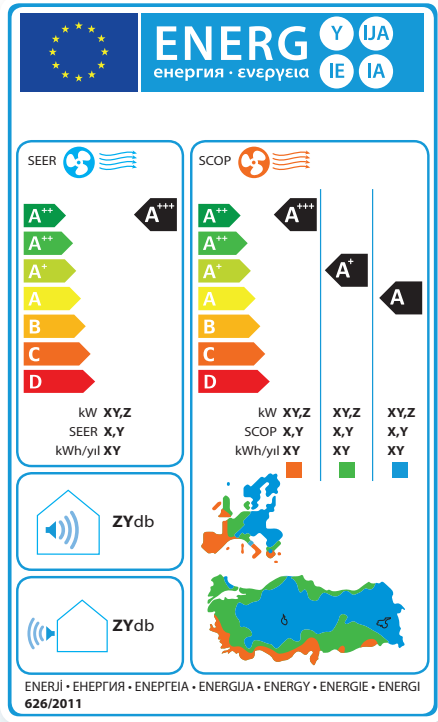 ENERG Y IJA
енергия · ενεργεια IE IA
SEER
A++ A+++
A++
A+
A
B
C
D
kW XY,Z
SEER X,Y
kWh/yıl XY
SCOP
A++ A+++
A++
A+ A+
A A
B
C
D
kW XY,Z XY,Z XY,Z
SCOP X,Y X,Y X,Y
kWh/yıl XY XY XY
ZYdb
ZYdb
ENERJİ · ЕНЕРГИЯ · ΕΝΕΡΓΕΙΑ · ENERGIJA · ENERGY · ENERGIE · ENERGI
626/2011